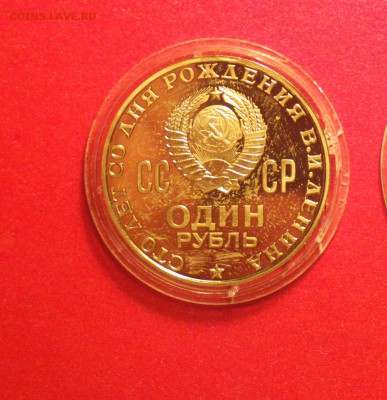 COINS.LAVE.RU
СТО ЛЕТ СО ДНЯ РОЖДЕНИЯ В.И.ЛЕНИНА
СС СР
ОДИН
РУБЛЬ